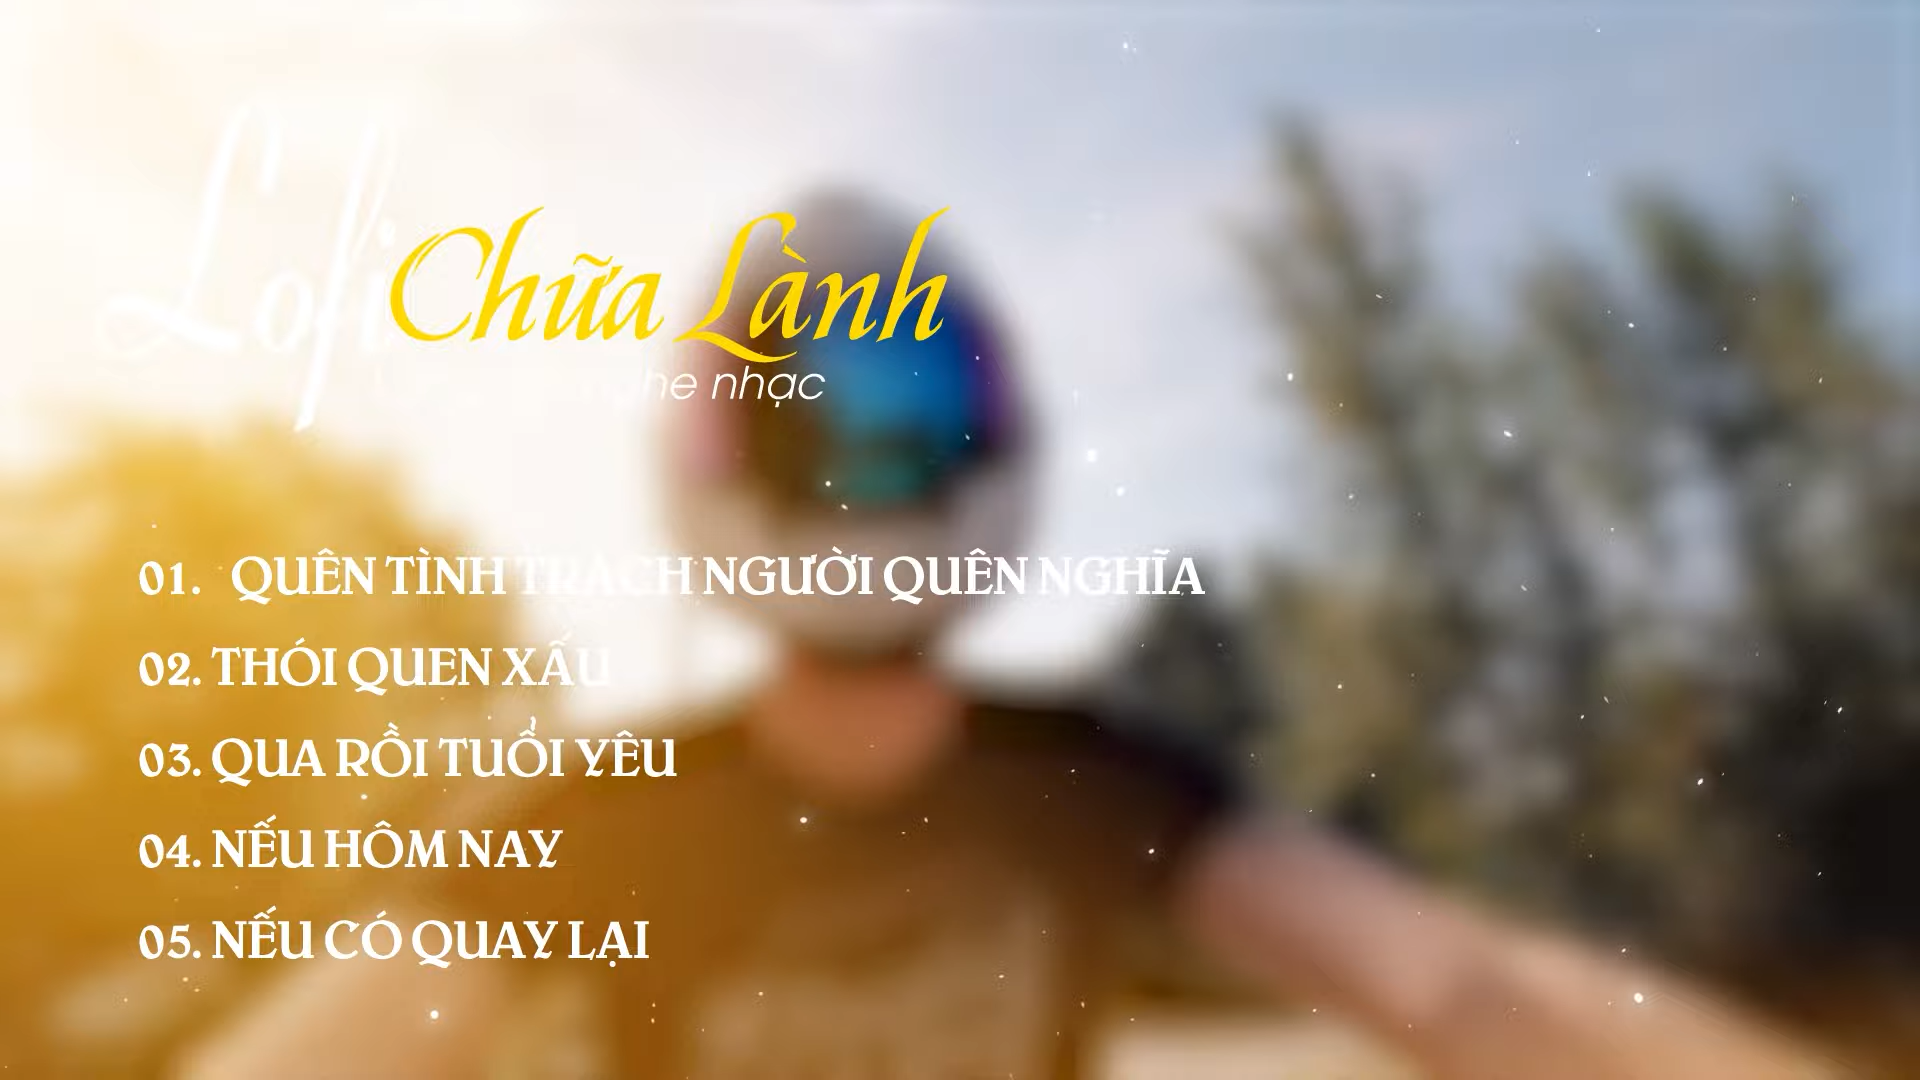 Lofi Chữa Lành
nghe nhạc
01. QUÊN TÌNH TRÁCH NGƯỜI QUÊN NGHĨA
02. THÓI QUEN XẤU
03. QUA RỒI TUỔI YÊU
04. NẾU HÔM NAY
05. NẾU CÓ QUAY LẠI